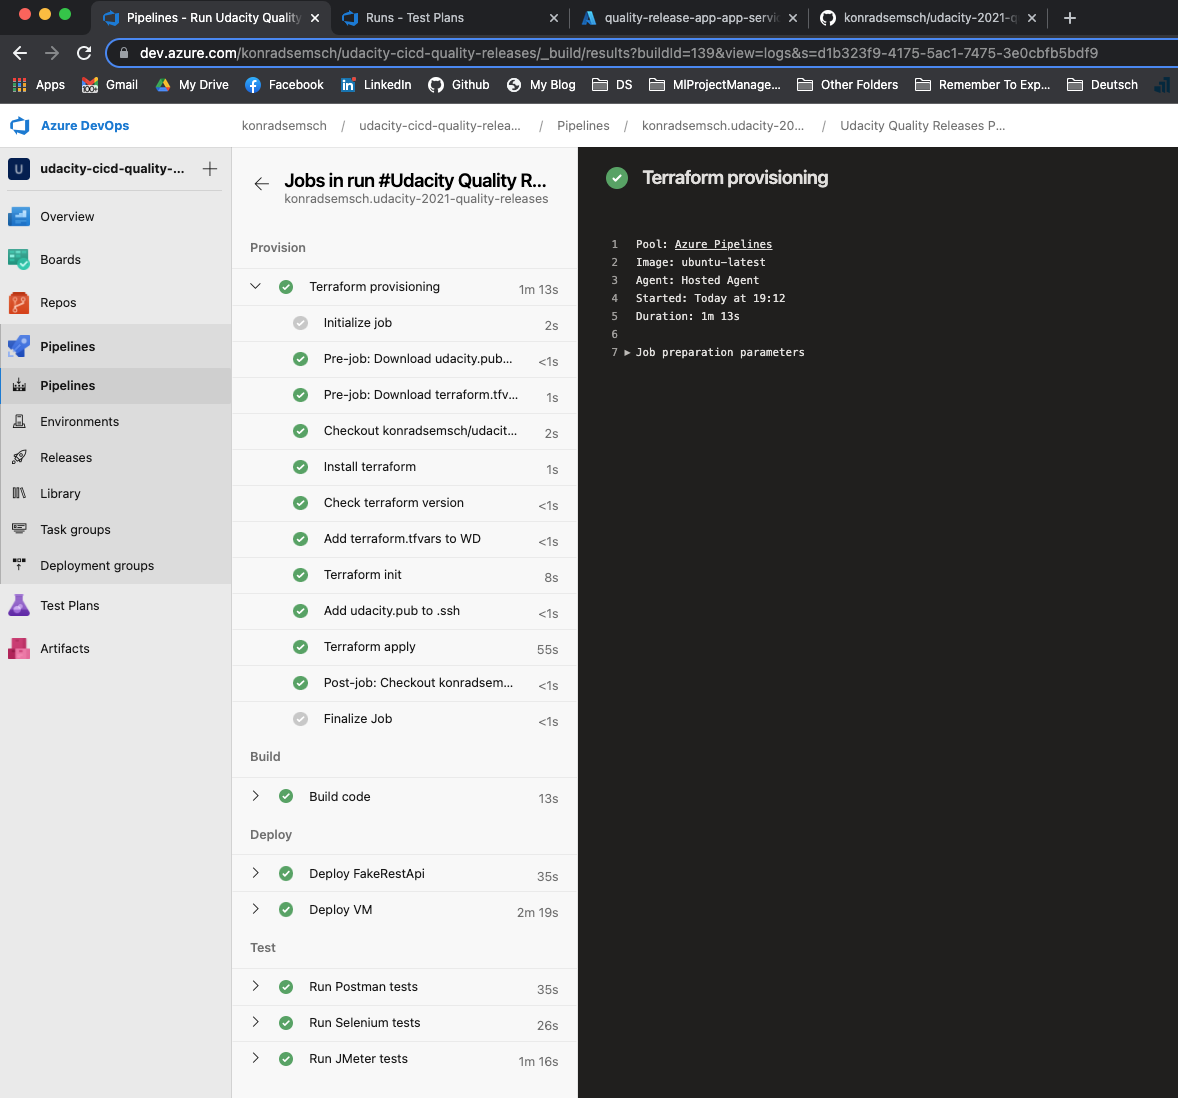 Pipelines - Run Udacity Quality
Runs - Test Plans
quality-release-app-app-servic
konradsemsch/udacity-2021-q
dev.azure.com/konradsemsch/udacity-cicd-quality-releases/_build/results?buildId=139&view=logs&s=d1b323f9-4175-5ac1-7475-3e0cbfb5bdf9
Apps
Gmail
My Drive
Facebook
LinkedIn
Github
My Blog
DS
MIProjectManage...
Other Folders
Remember To Exp...
Deutsch
Azure DevOps
konradsemsch / udacity-cicd-quality-relea... / Pipelines / konradsemsch.udacity-20... / Udacity Quality Releases P...
U udacity-cicd-quality-...
Overview
Boards
Repos
Pipelines
Pipelines
Environments
Releases
Library
Task groups
Deployment groups
Test Plans
Artifacts
Jobs in run #Udacity Quality R...
konradsemsch.udacity-2021-quality-releases
Provision
Terraform provisioning 1m 13s
Initialize job 2s
Pre-job: Download udacity.pub... <1s
Pre-job: Download terraform.tfv... 1s
Checkout konradsemsch/udacit... 2s
Install terraform 1s
Check terraform version <1s
Add terraform.tfvars to WD <1s
Terraform init 8s
Add udacity.pub to .ssh <1s
Terraform apply 55s
Post-job: Checkout konradsem... <1s
Finalize Job <1s
Build
Build code 13s
Deploy
Deploy FakeRestApi 35s
Deploy VM 2m 19s
Test
Run Postman tests 35s
Run Selenium tests 26s
Run JMeter tests 1m 16s
Terraform provisioning
1 Pool: Azure Pipelines
2 Image: ubuntu-latest
3 Agent: Hosted Agent
4 Started: Today at 19:12
5 Duration: 1m 13s
6
7 Job preparation parameters